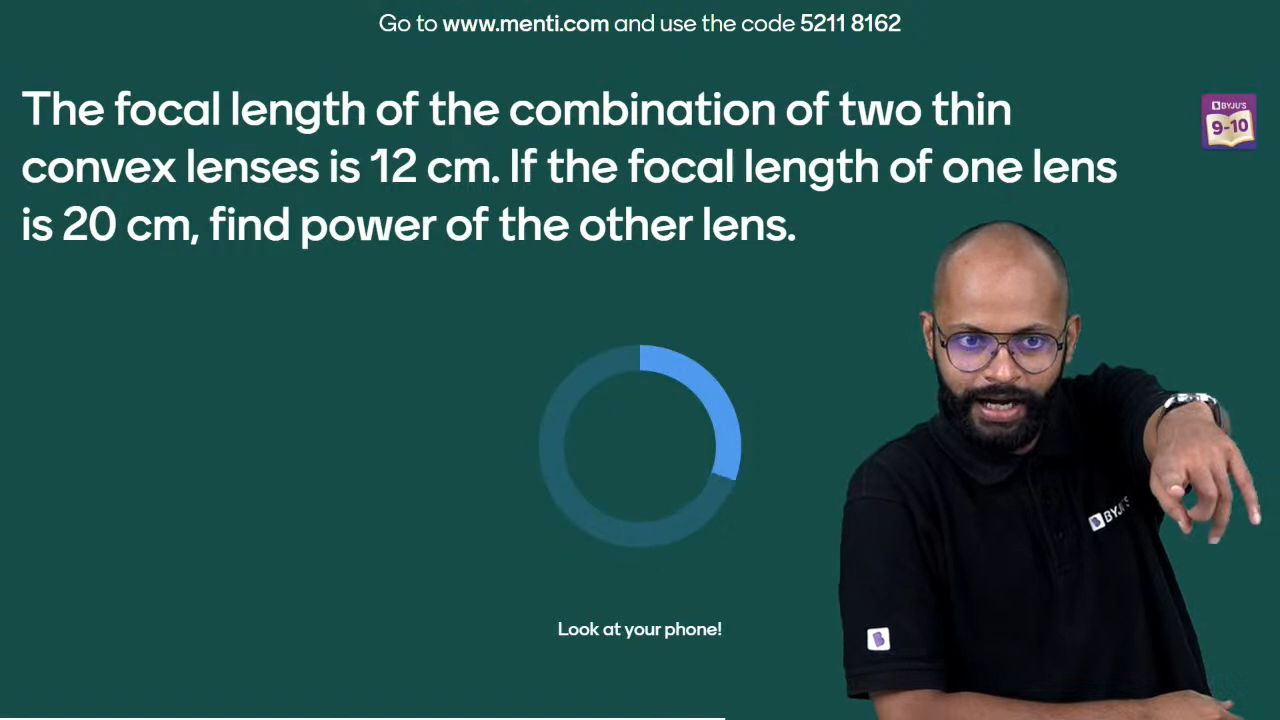 Go to www.menti.com and use the code 5211 8162
The focal length of the combination of two thin
convex lenses is 12 cm. If the focal length of one lens
is 20 cm, find power of the other lens.
BYJU'S
9-10
Look at your phone!